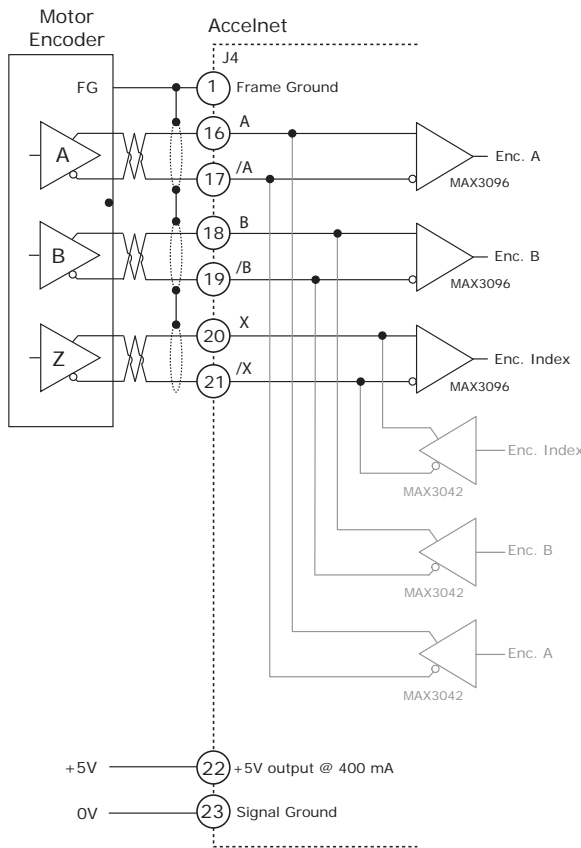 Motor
Encoder
Accelnet
J4
FG
1
Frame Ground
A
16
A
Enc. A
17
/A
MAX3096
B
18
B
Enc. B
19
/B
MAX3096
Z
20
X
Enc. Index
21
/X
MAX3096
Enc. Index
MAX3042
Enc. B
MAX3042
Enc. A
MAX3042
+5V
22
+5V output @ 400 mA
0V
23
Signal Ground